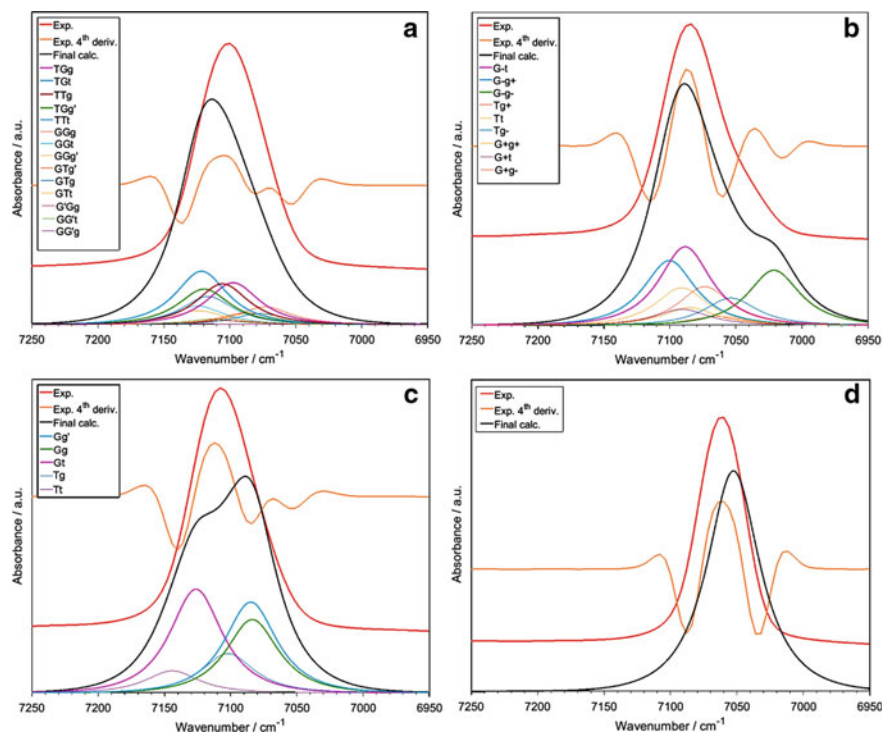 a
Exp.
Exp. 4th deriv.
Final calc.
TGg
TGt
TTg
TGg'
TTt
GGg
GGt
GGg'
GTg'
GTg
GTt
G'Gg
GG't
GG'g
Absorbance / a.u.
7250 7200 7150 7100 7050 7000 6950
Wavenumber / cm-1
b
Exp.
Exp. 4th deriv.
Final calc.
G-t
G-g+
G-g-
Tg+
Tt
Tg-
G+g+
G+t
G+g-
Absorbance / a.u.
7250 7200 7150 7100 7050 7000 6950
Wavenumber / cm-1
c
Exp.
Exp. 4th deriv.
Final calc.
Gg'
Gg
Gt
Tg
Tt
Absorbance / a.u.
7250 7200 7150 7100 7050 7000 6950
Wavenumber / cm-1
d
Exp.
Exp. 4th deriv.
Final calc.
Absorbance / a.u.
7250 7200 7150 7100 7050 7000 6950
Wavenumber / cm-1